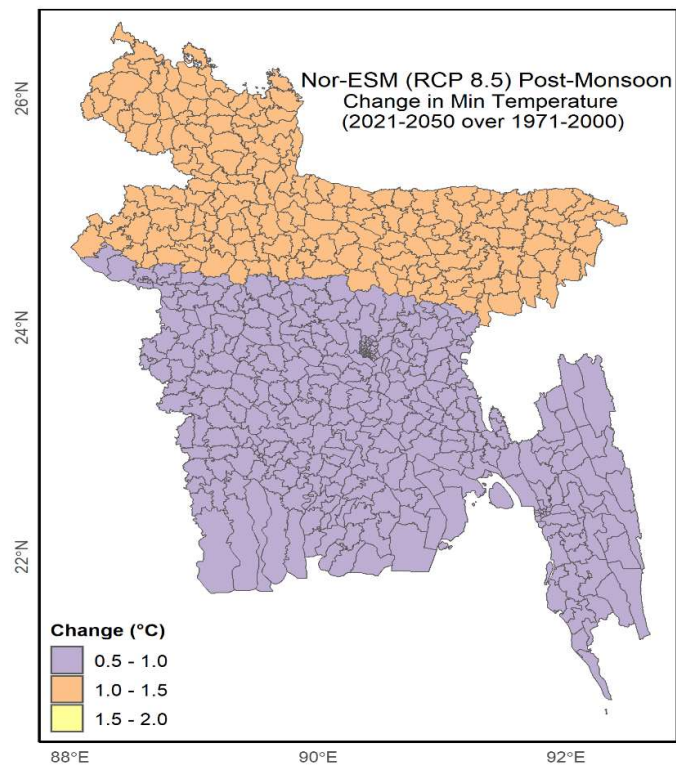 Nor-ESM (RCP 8.5) Post-Monsoon
Change in Min Temperature
(2021-2050 over 1971-2000)
26°N
24°N
22°N
Change (°C)
0.5 - 1.0
1.0 - 1.5
1.5 - 2.0
88°E
90°E
92°E